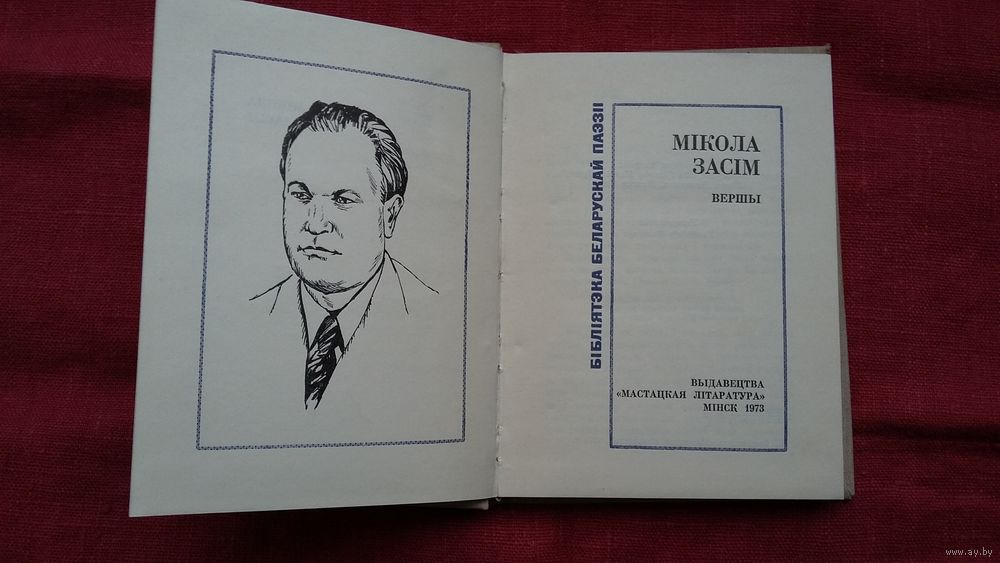 БІБЛІЯТЭКА БЕЛАРУСКАЙ ПАЭЗІІ
МІКОЛА
ЗАСІМ
ВЕРШЫ
ВЫДАВЕЦТВА
«МАСТАЦКАЯ ЛІТАРАТУРА»
МІНСК 1973
www.ay.by